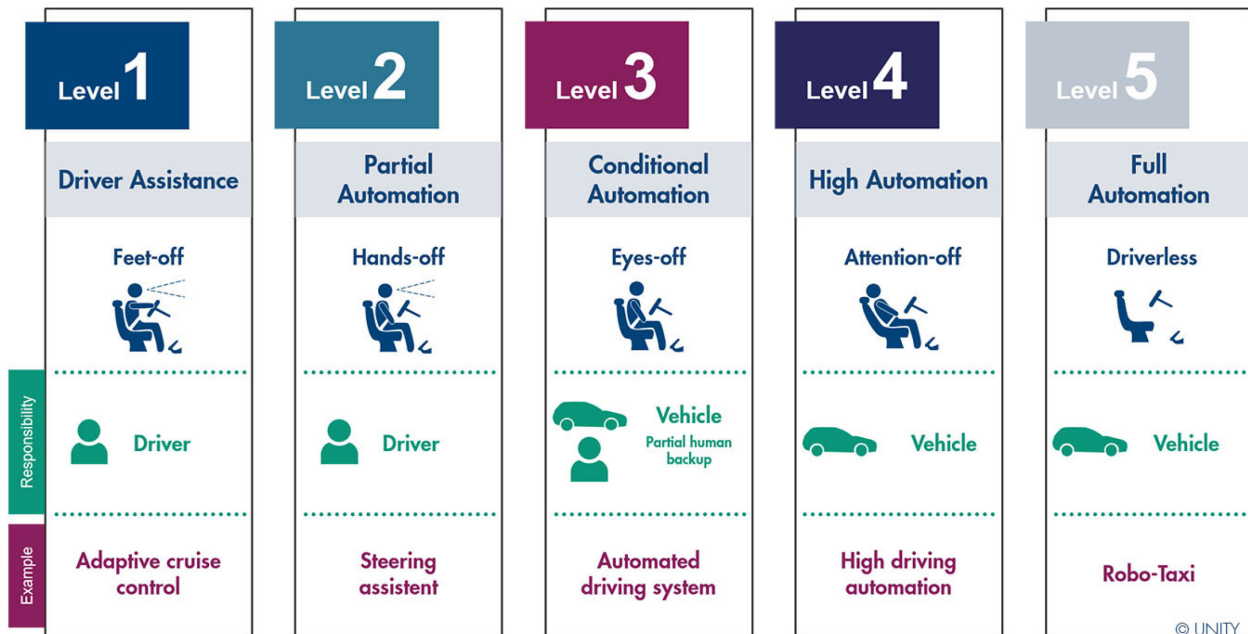 Level 1
Driver Assistance
Feet-off
Driver
Adaptive cruise
control
Level 2
Partial
Automation
Hands-off
Driver
Steering
assistent
Level 3
Conditional
Automation
Eyes-off
Vehicle
Partial human
backup
Automated
driving system
Level 4
High Automation
Attention-off
Vehicle
High driving
automation
Level 5
Full
Automation
Driverless
Vehicle
Robo-Taxi
Responsibility
Example
© UNITY